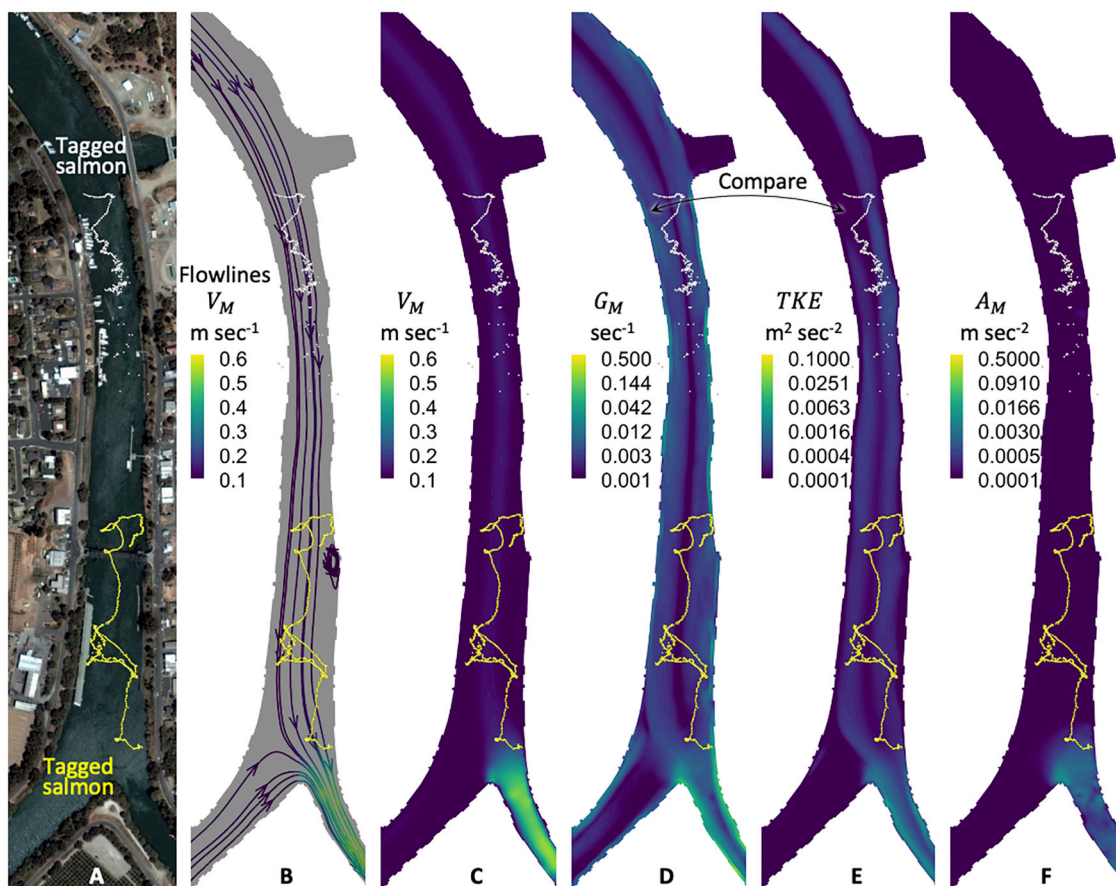 Tagged
salmon
Tagged
salmon
A
Flowlines
V_M
m sec⁻¹
0.6
0.5
0.4
0.3
0.2
0.1
B
V_M
m sec⁻¹
0.6
0.5
0.4
0.3
0.2
0.1
C
Compare
G_M
sec⁻¹
0.500
0.144
0.042
0.012
0.003
0.001
D
TKE
m² sec⁻²
0.1000
0.0251
0.0063
0.0016
0.0004
0.0001
E
A_M
m sec⁻²
0.5000
0.0910
0.0166
0.0030
0.0005
0.0001
F